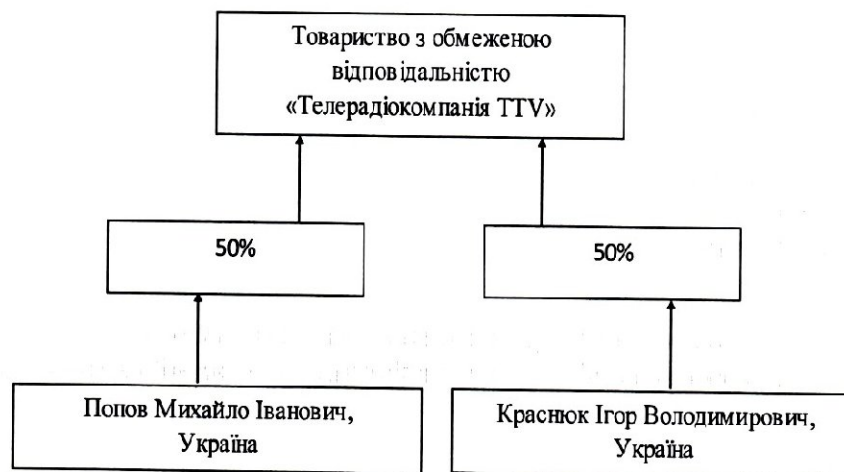 Товариство з обмеженою
відповідальністю
«Телерадіокомпанія TTV»
50%
50%
Попов Михайло Іванович,
Україна
Краснюк Ігор Володимирович,
Україна